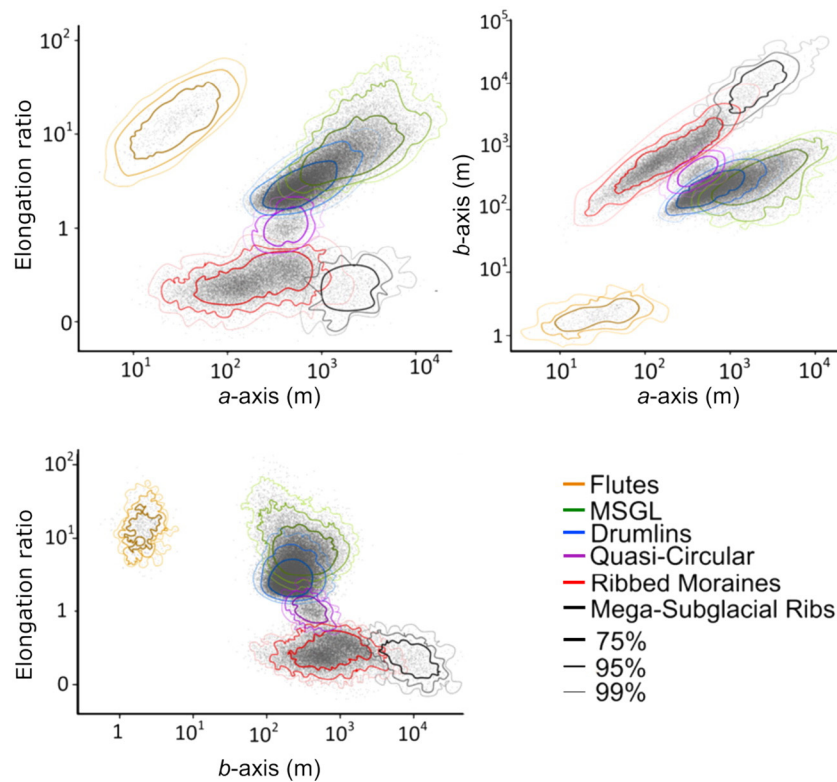 10²
10¹
1
0
Elongation ratio
10¹
10²
10³
10⁴
a-axis (m)
10⁵
10⁴
10³
10²
10¹
1
b-axis (m)
10¹
10²
10³
10⁴
a-axis (m)
10²
10¹
1
0
Elongation ratio
1
10¹
10²
10³
10⁴
b-axis (m)
Flutes
MSGL
Drumlins
Quasi-Circular
Ribbed Moraines
Mega-Subglacial Ribs
75%
95%
99%